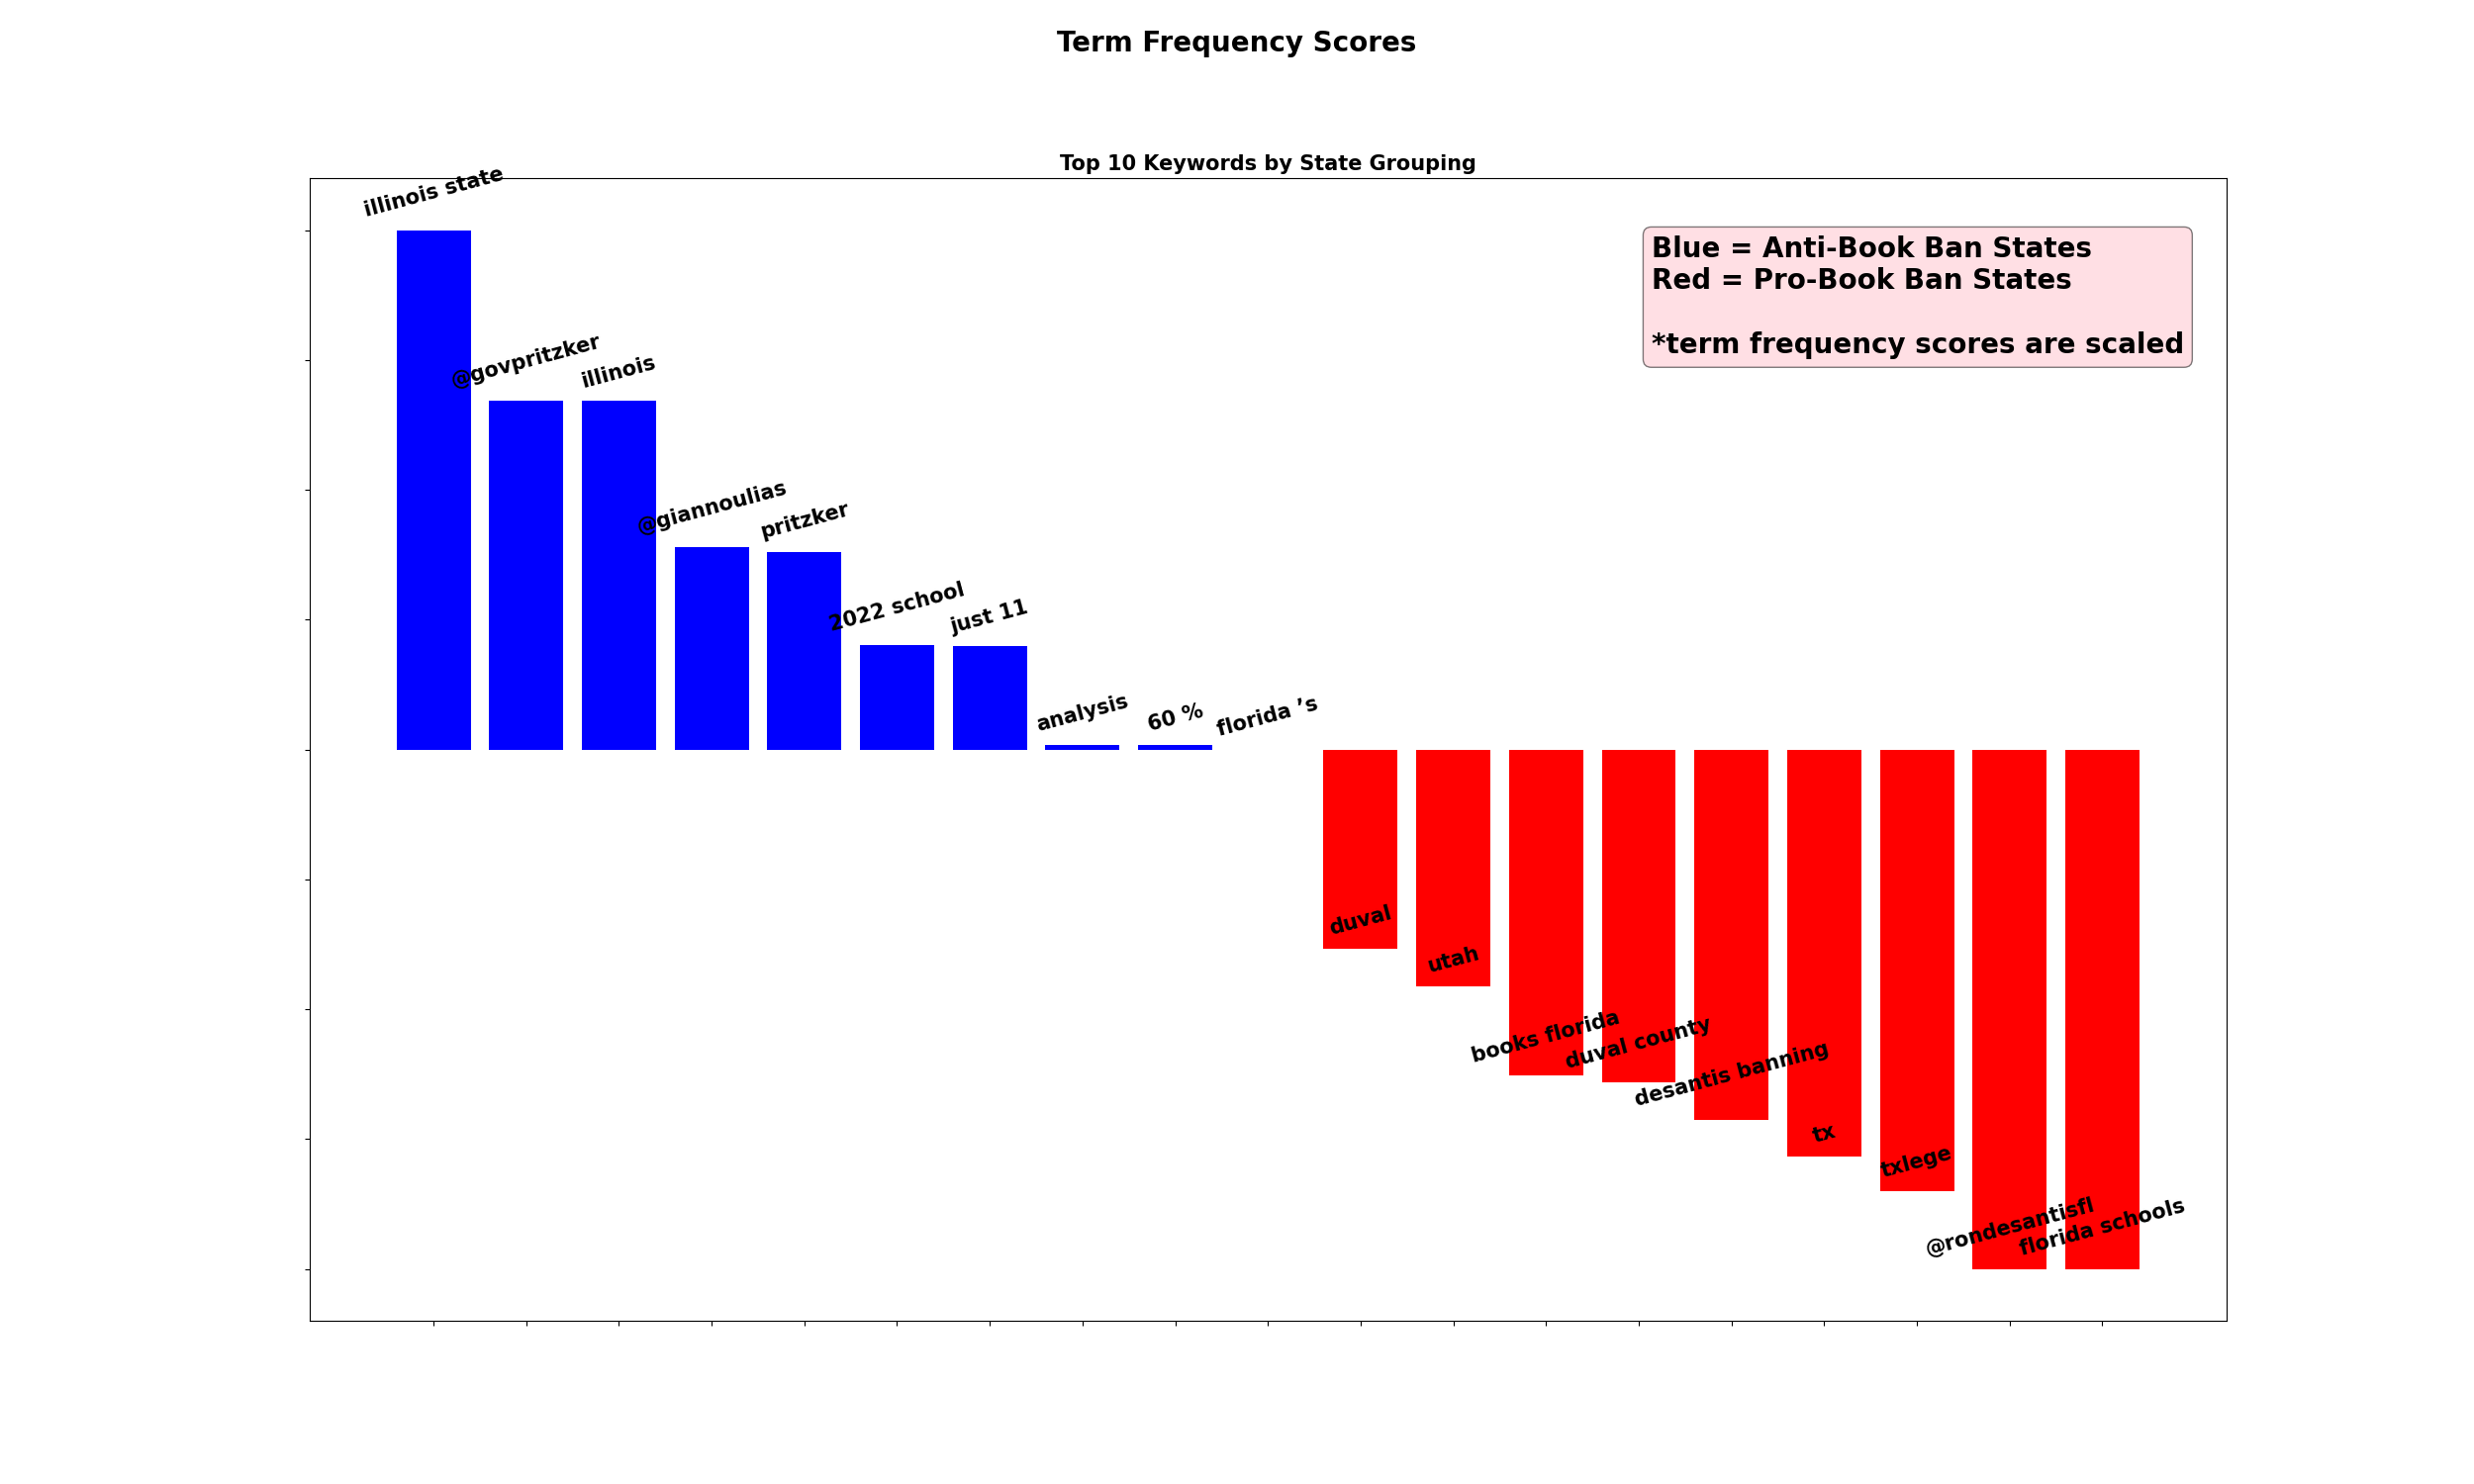 Term Frequency Scores
Top 10 Keywords by State Grouping
illinois state
Blue = Anti-Book Ban States
Red = Pro-Book Ban States
*term frequency scores are scaled
@govpritzker
illinois
@giannoulias
pritzker
2022 school
just 11
analysis
60 %
florida ’s
duval
utah
books florida
duval county
desantis banning
tx
txlege
@rondesantisfl
florida schools